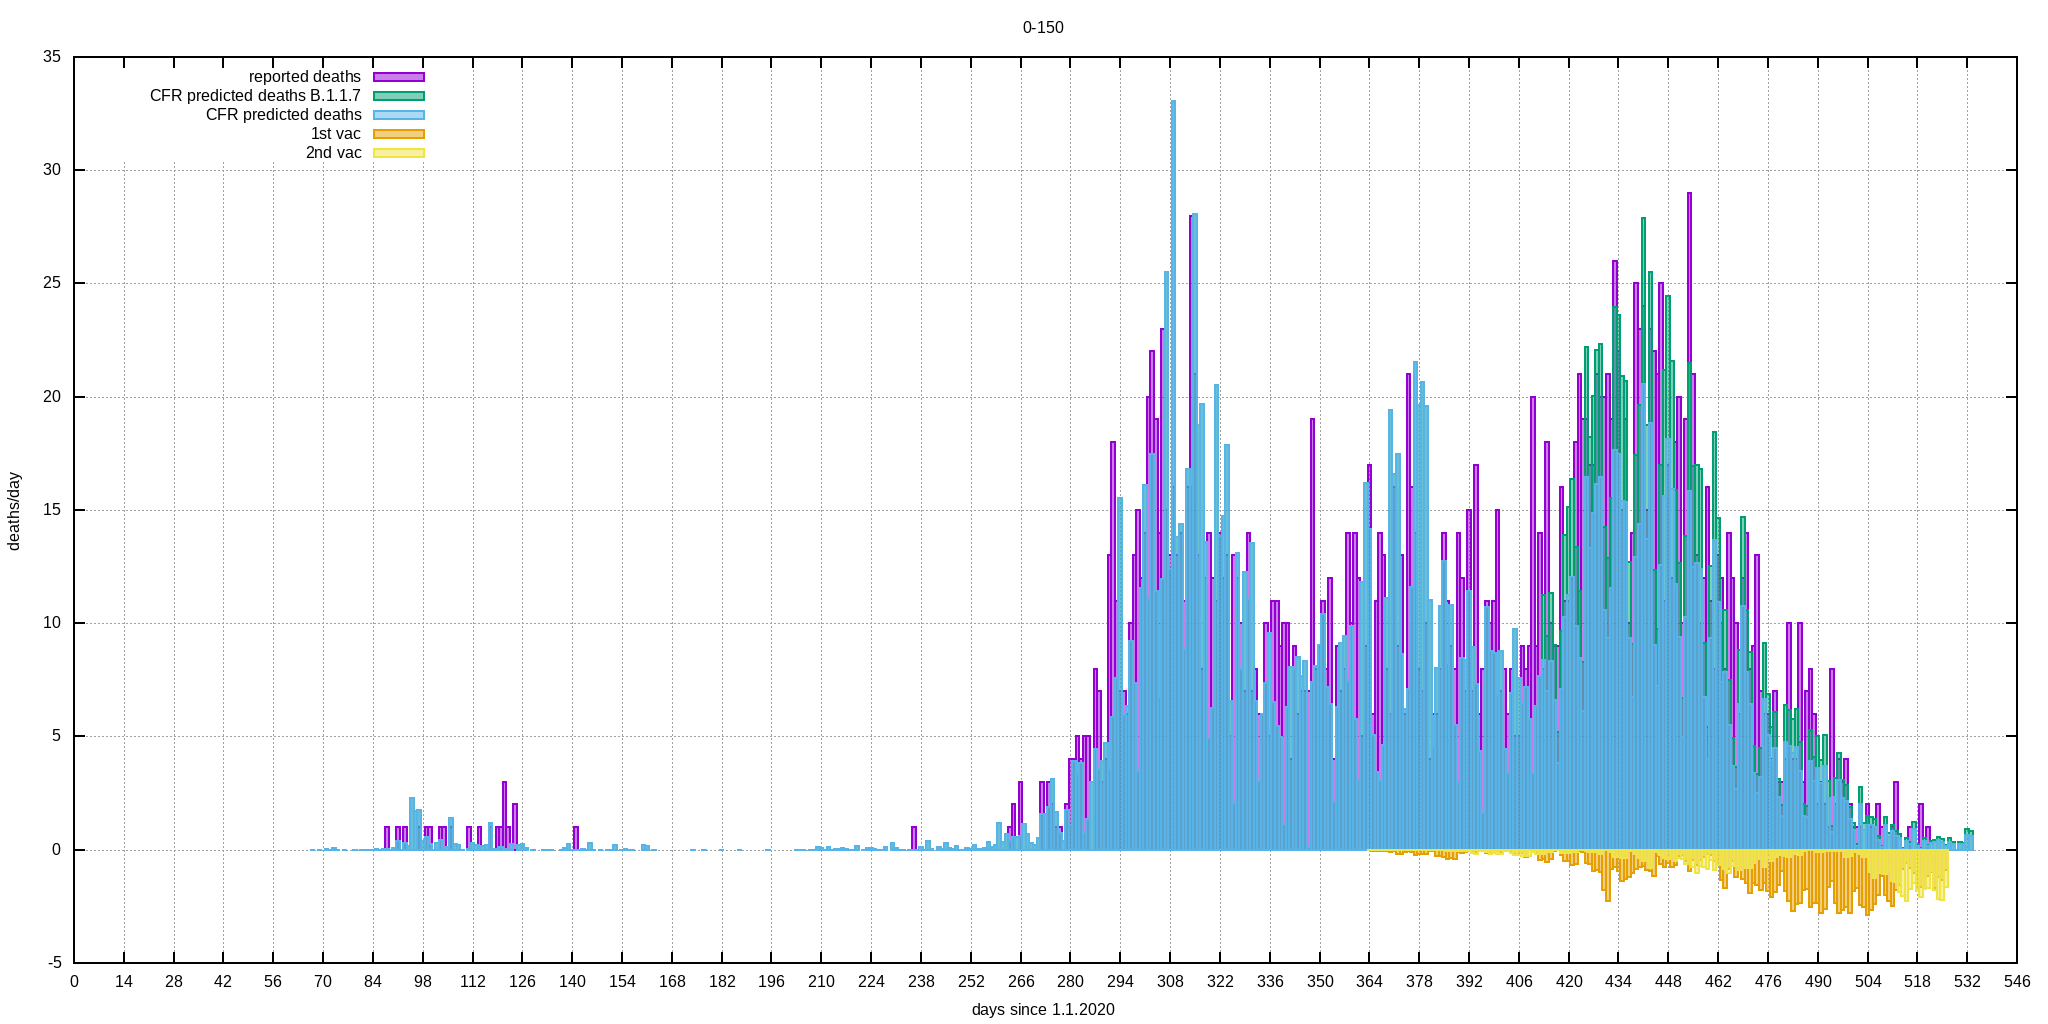 0-150
35
30
25
20
15
10
5
0
-5
deaths/day
reported deaths
CFR predicted deaths B.1.1.7
CFR predicted deaths
1st vac
2nd vac
0 14 28 42 56 70 84 98 112 126 140 154 168 182 196 210 224 238 252 266 280 294 308 322 336 350 364 378 392 406 420 434 448 462 476 490 504 518 532 546
days since 1.1.2020